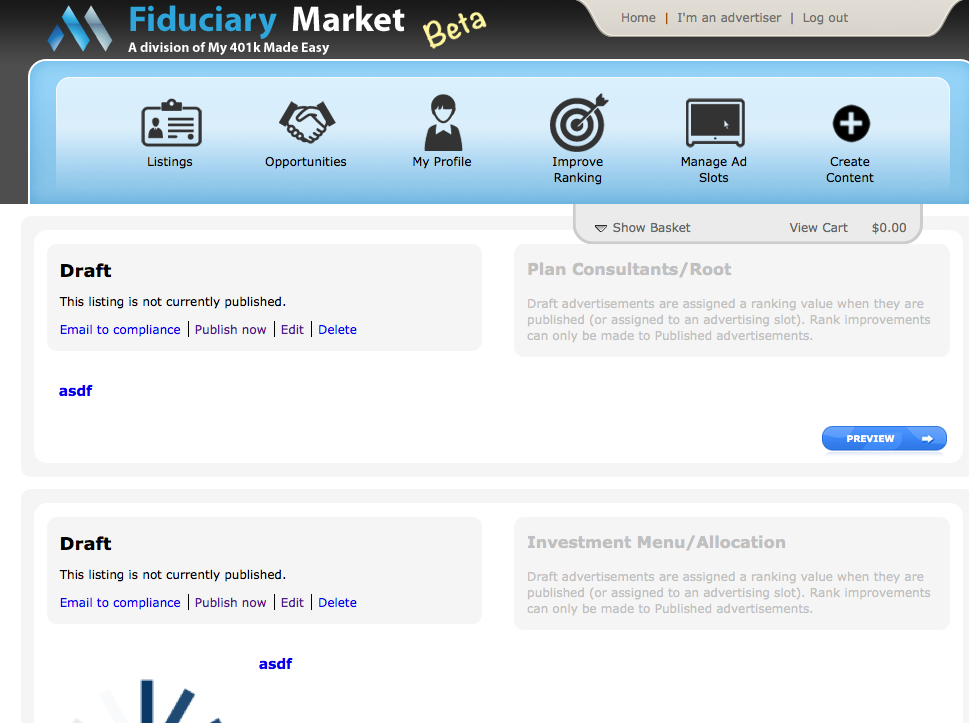 Fiduciary Market Beta
A division of My 401k Made Easy
Home | I'm an advertiser | Log out
Listings
Opportunities
My Profile
Improve
Ranking
Manage Ad
Slots
Create
Content
Show Basket View Cart $0.00
Draft
This listing is not currently published.
Email to compliance | Publish now | Edit | Delete
Plan Consultants/Root
Draft advertisements are assigned a ranking value when they are
published (or assigned to an advertising slot). Rank improvements
can only be made to Published advertisements.
asdf
PREVIEW
Draft
This listing is not currently published.
Email to compliance | Publish now | Edit | Delete
Investment Menu/Allocation
Draft advertisements are assigned a ranking value when they are
published (or assigned to an advertising slot). Rank improvements
can only be made to Published advertisements.
asdf